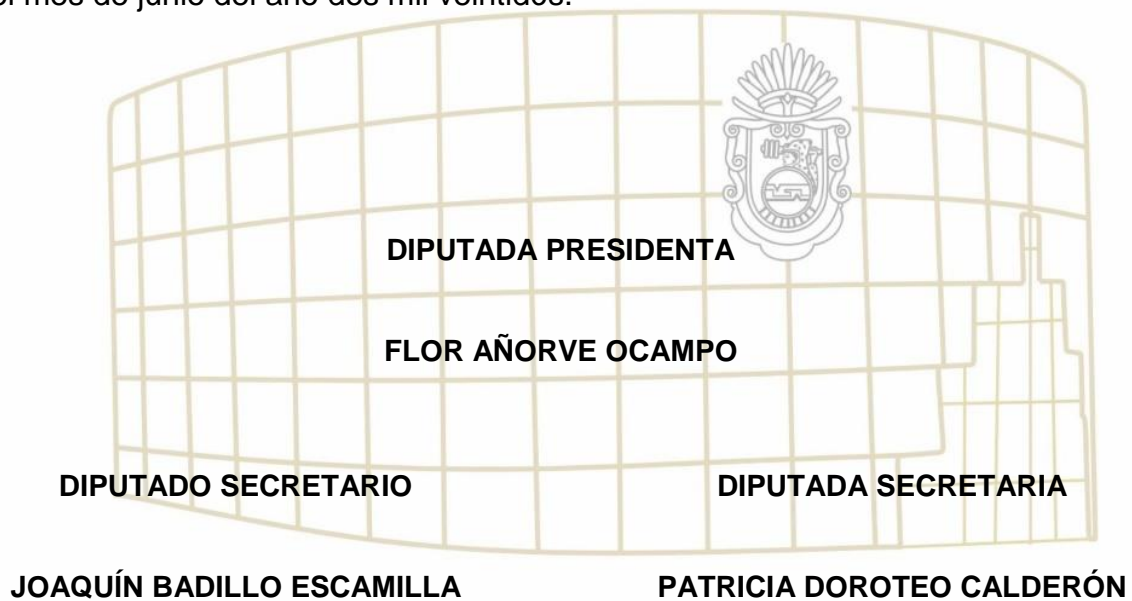 el mes de junio del año dos mil veintidós.
DIPUTADA PRESIDENTA
FLOR AÑORVE OCAMPO
DIPUTADO SECRETARIO DIPUTADA SECRETARIA
JOAQUÍN BADILLO ESCAMILLA PATRICIA DOROTEO CALDERÓN